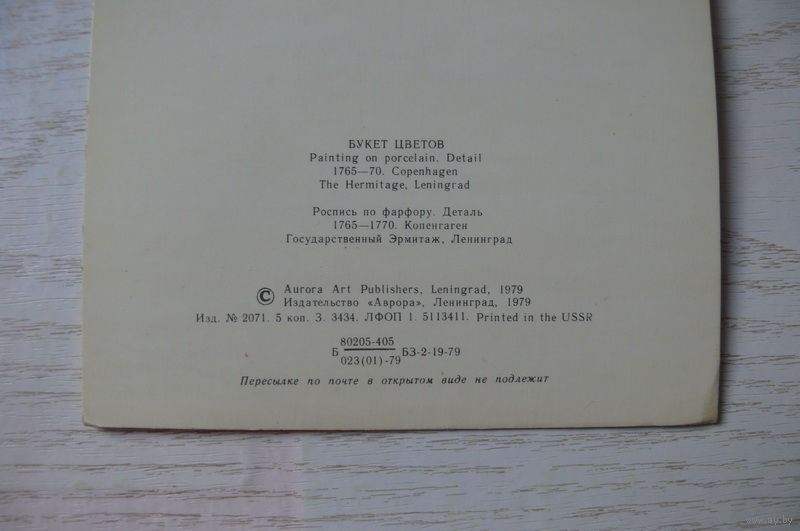 БУКЕТ ЦВЕТОВ
Painting on porcelain. Detail
1765—70. Copenhagen
The Hermitage, Leningrad
Роспись по фарфору. Деталь
1765—1770. Копенгаген
Государственный Эрмитаж, Ленинград
© Aurora Art Publishers, Leningrad, 1979
Издательство «Аврора», Ленинград, 1979
Изд. № 2071. 5 коп. З. 3434. ЛФОП 1. 5113411. Printed in the USSR
80205-405
Б БЗ-2-19-79
023(01)-79
Пересылке по почте в открытом виде не подлежит
www.ay.by